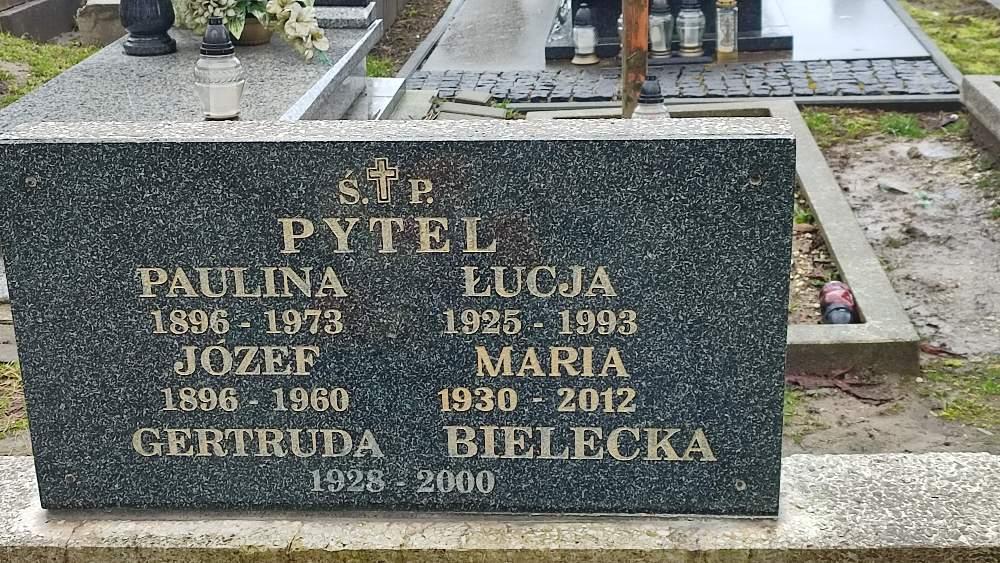 Ś. P.
PYTEL
PAULINA ŁUCJA
1896 - 1973 1925 - 1993
JÓZEF MARIA
1896 - 1960 1930 - 2012
GERTRUDA BIELECKA
1928 - 2000